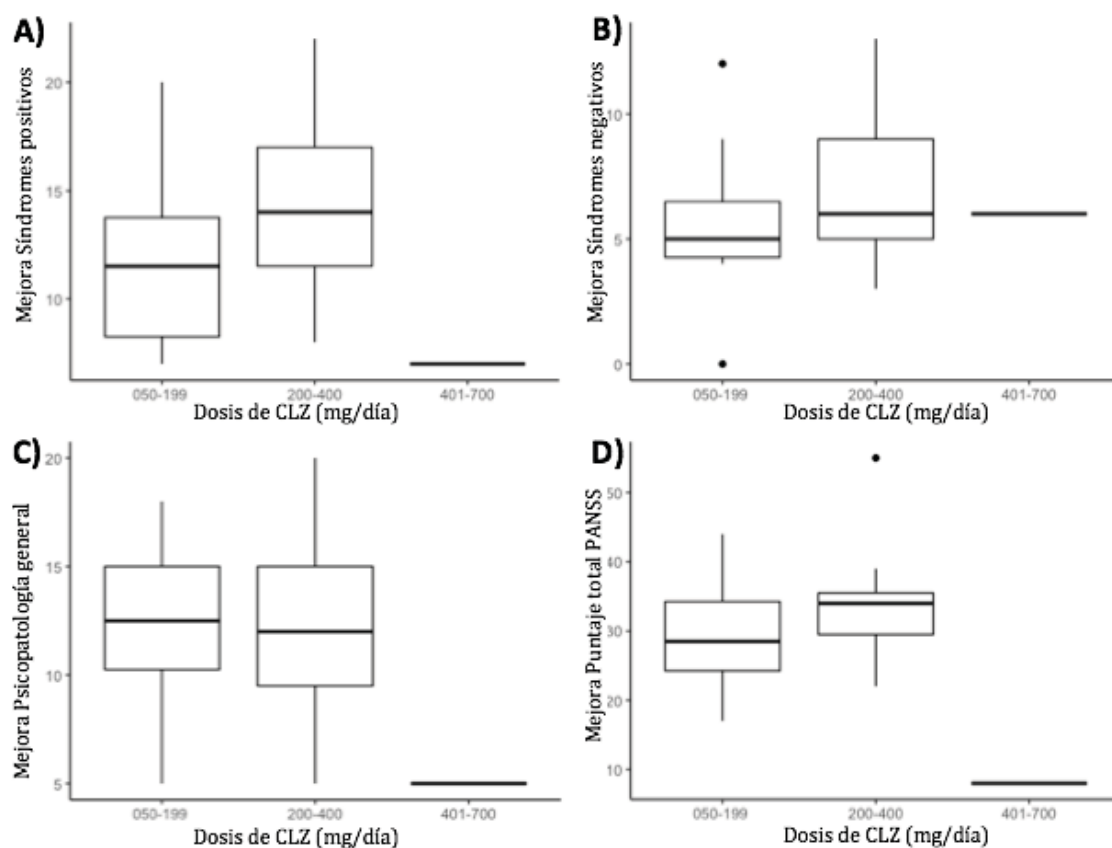 A)
Mejora Síndromes positivos
20
15
10
050-199 200-400 401-700
Dosis de CLZ (mg/día)
B)
Mejora Síndromes negativos
10
5
0
050-199 200-400 401-700
Dosis de CLZ (mg/día)
C)
Mejora Psicopatología general
20
15
10
5
050-199 200-400 401-700
Dosis de CLZ (mg/día)
D)
Mejora Puntaje total PANSS
50
40
30
20
10
050-199 200-400 401-700
Dosis de CLZ (mg/día)